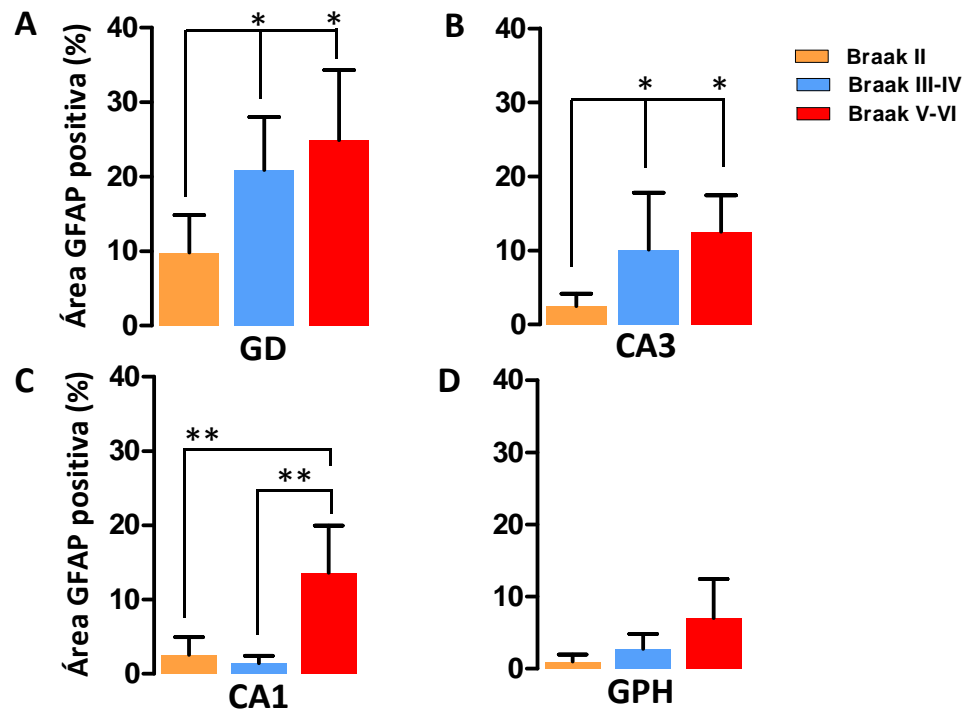 A
Área GFAP positiva (%)
40
30
20
10
0
*
*
GD
B
40
30
20
10
0
*
*
CA3
Braak II
Braak III-IV
Braak V-VI
C
Área GFAP positiva (%)
40
30
20
10
0
**
**
CA1
D
40
30
20
10
0
GPH